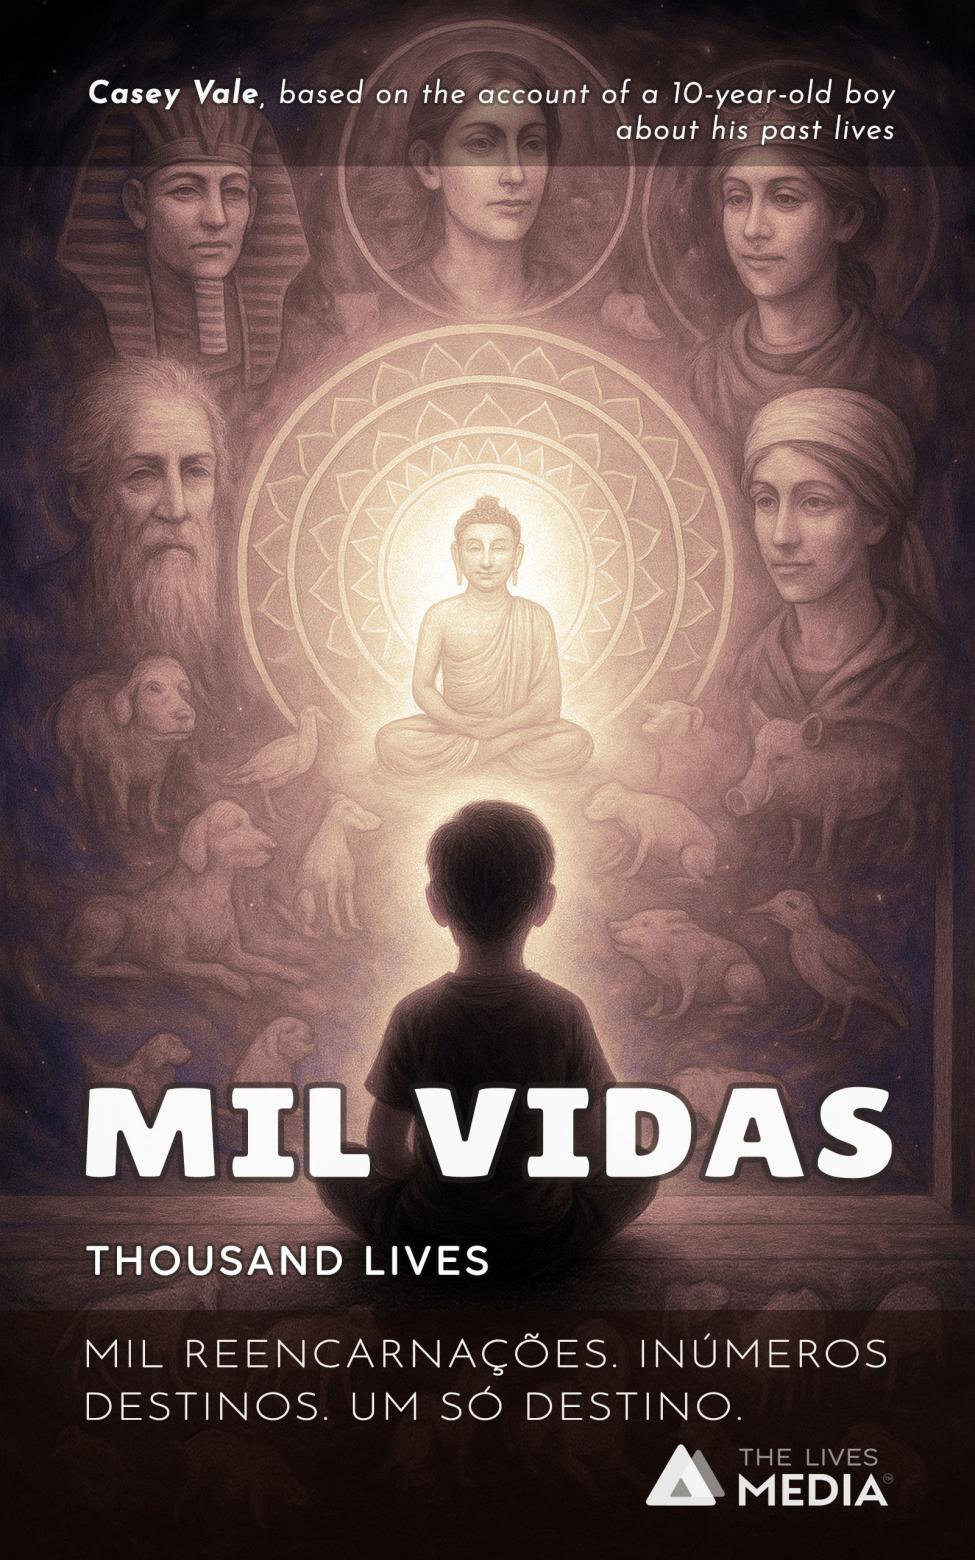 Casey Vale, based on the account of a 10-year-old boy
about his past lives
MIL VIDAS
THOUSAND LIVES
MIL REENCARNAÇÕES. INÚMEROS
DESTINOS. UM SÓ DESTINO.
THE LIVES
MEDIA™